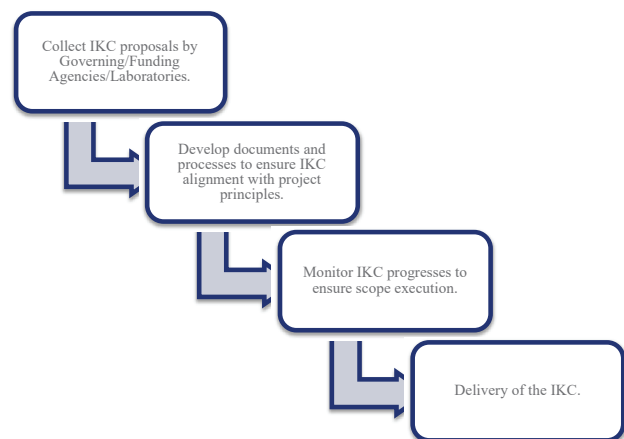 Collect IKC proposals by
Governing/Funding
Agencies/Laboratories.
Develop documents and
processes to ensure IKC
alignment with project
principles.
Monitor IKC progresses to
ensure scope execution.
Delivery of the IKC.